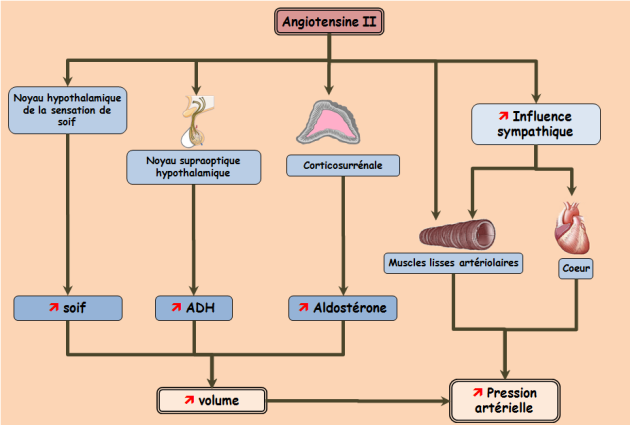 Angiotensine II
Noyau hypothalamique
de la sensation de
soif
Noyau supraoptique
hypothalamique
Corticosurrénale
Influence
sympathique
Muscles lisses artériolaires
Coeur
soif
ADH
Aldostérone
volume
Pression
artérielle